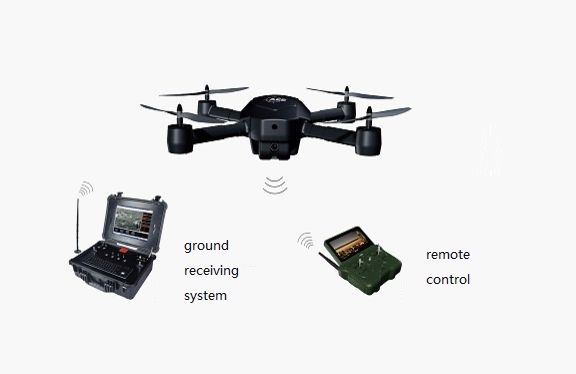 ground
receiving
system
remote
control